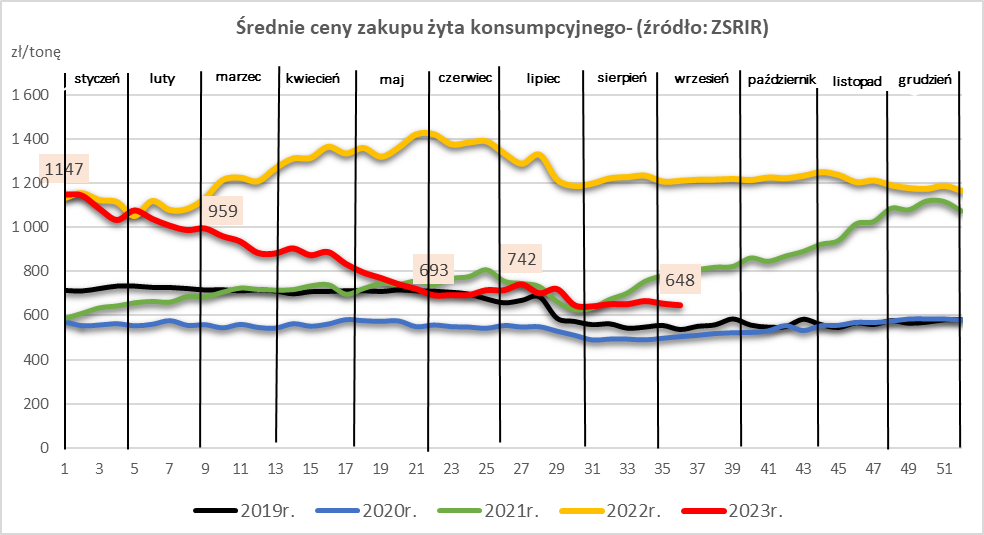 Średnie ceny zakupu żyta konsumpcyjnego- (źródło: ZSRIR)
zł/tonę
styczeń luty marzec kwiecień maj czerwiec lipiec sierpień wrzesień październik listopad grudzień
1 600
1 400
1 200
1 000
800
600
400
200
0
1147
959
693
742
648
1 3 5 7 9 11 13 15 17 19 21 23 25 27 29 31 33 35 37 39 41 43 45 47 49 51
2019r. 2020r. 2021r. 2022r. 2023r.